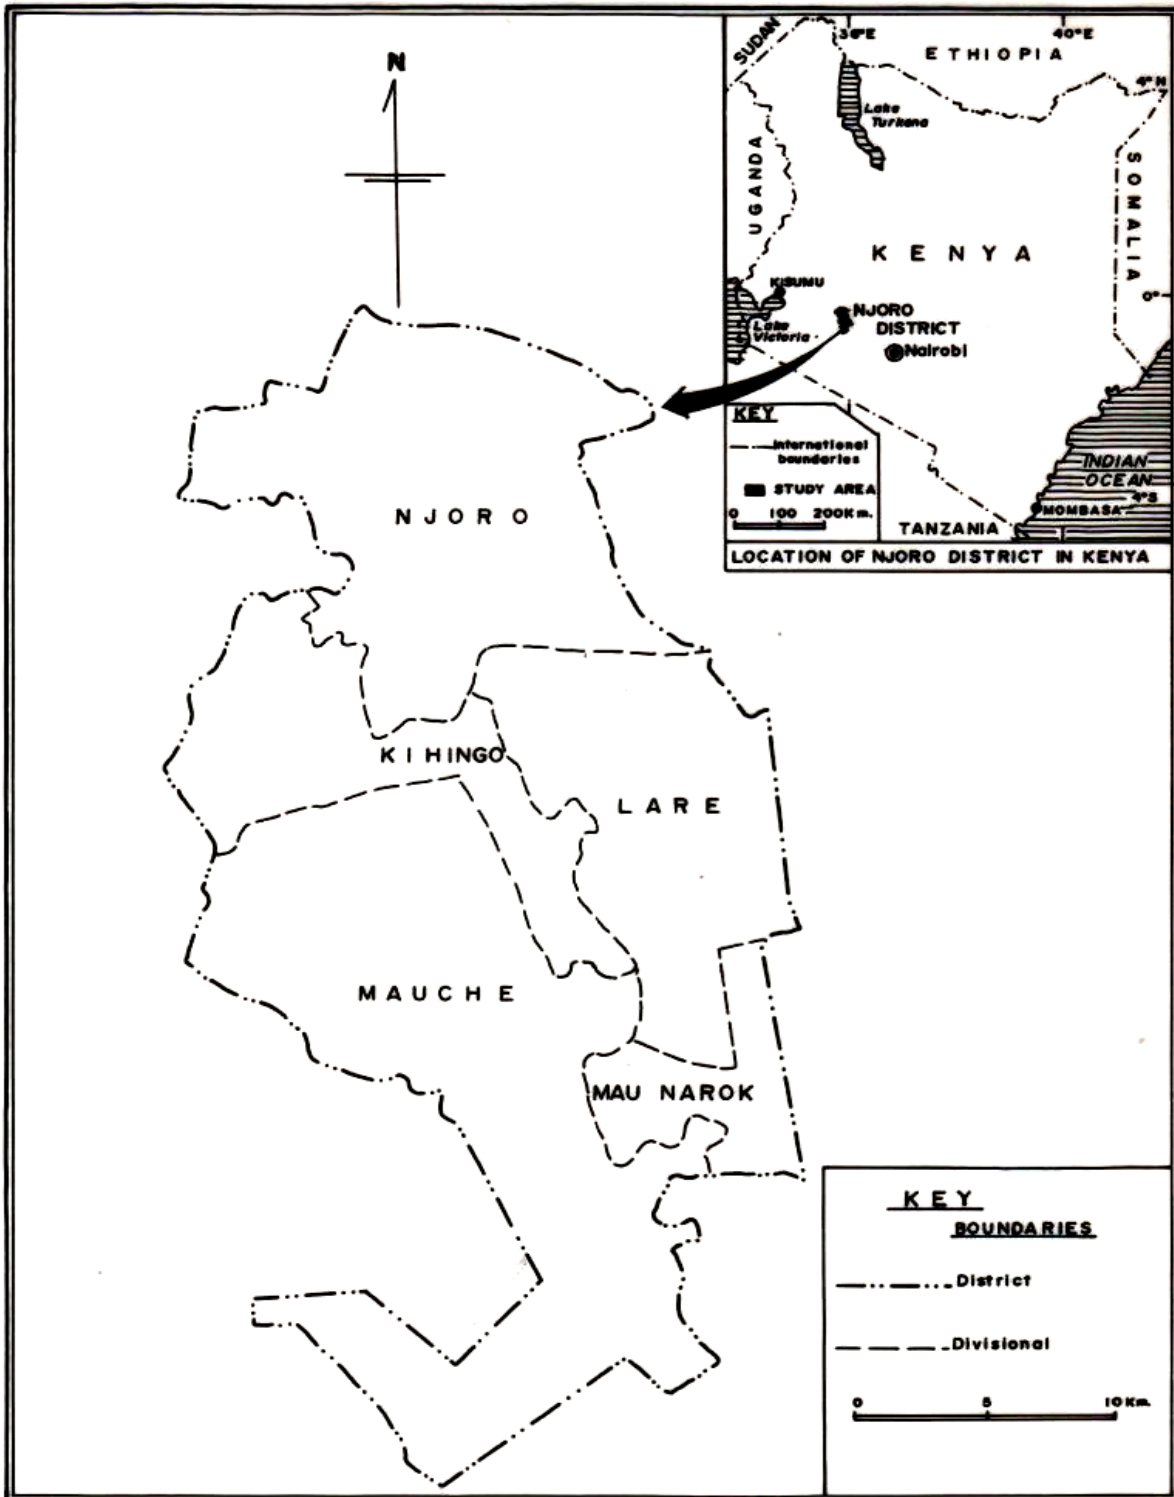 N
SUDAN
36°E
40°E
ETHIOPIA
4°N
Lake
Turkana
UGANDA
SOMALIA
KENYA
KISUMU
0°
NJORO
DISTRICT
Lake
Victoria
Nairobi
KEY
International
boundaries
STUDY AREA
0 100 200Km.
INDIAN
OCEAN
4°S
MOMBASA
TANZANIA
LOCATION OF NJORO DISTRICT IN KENYA
NJORO
KIHINGO
LARE
MAUCHE
MAU NAROK
KEY
BOUNDARIES
District
Divisional
0 5 10Km.